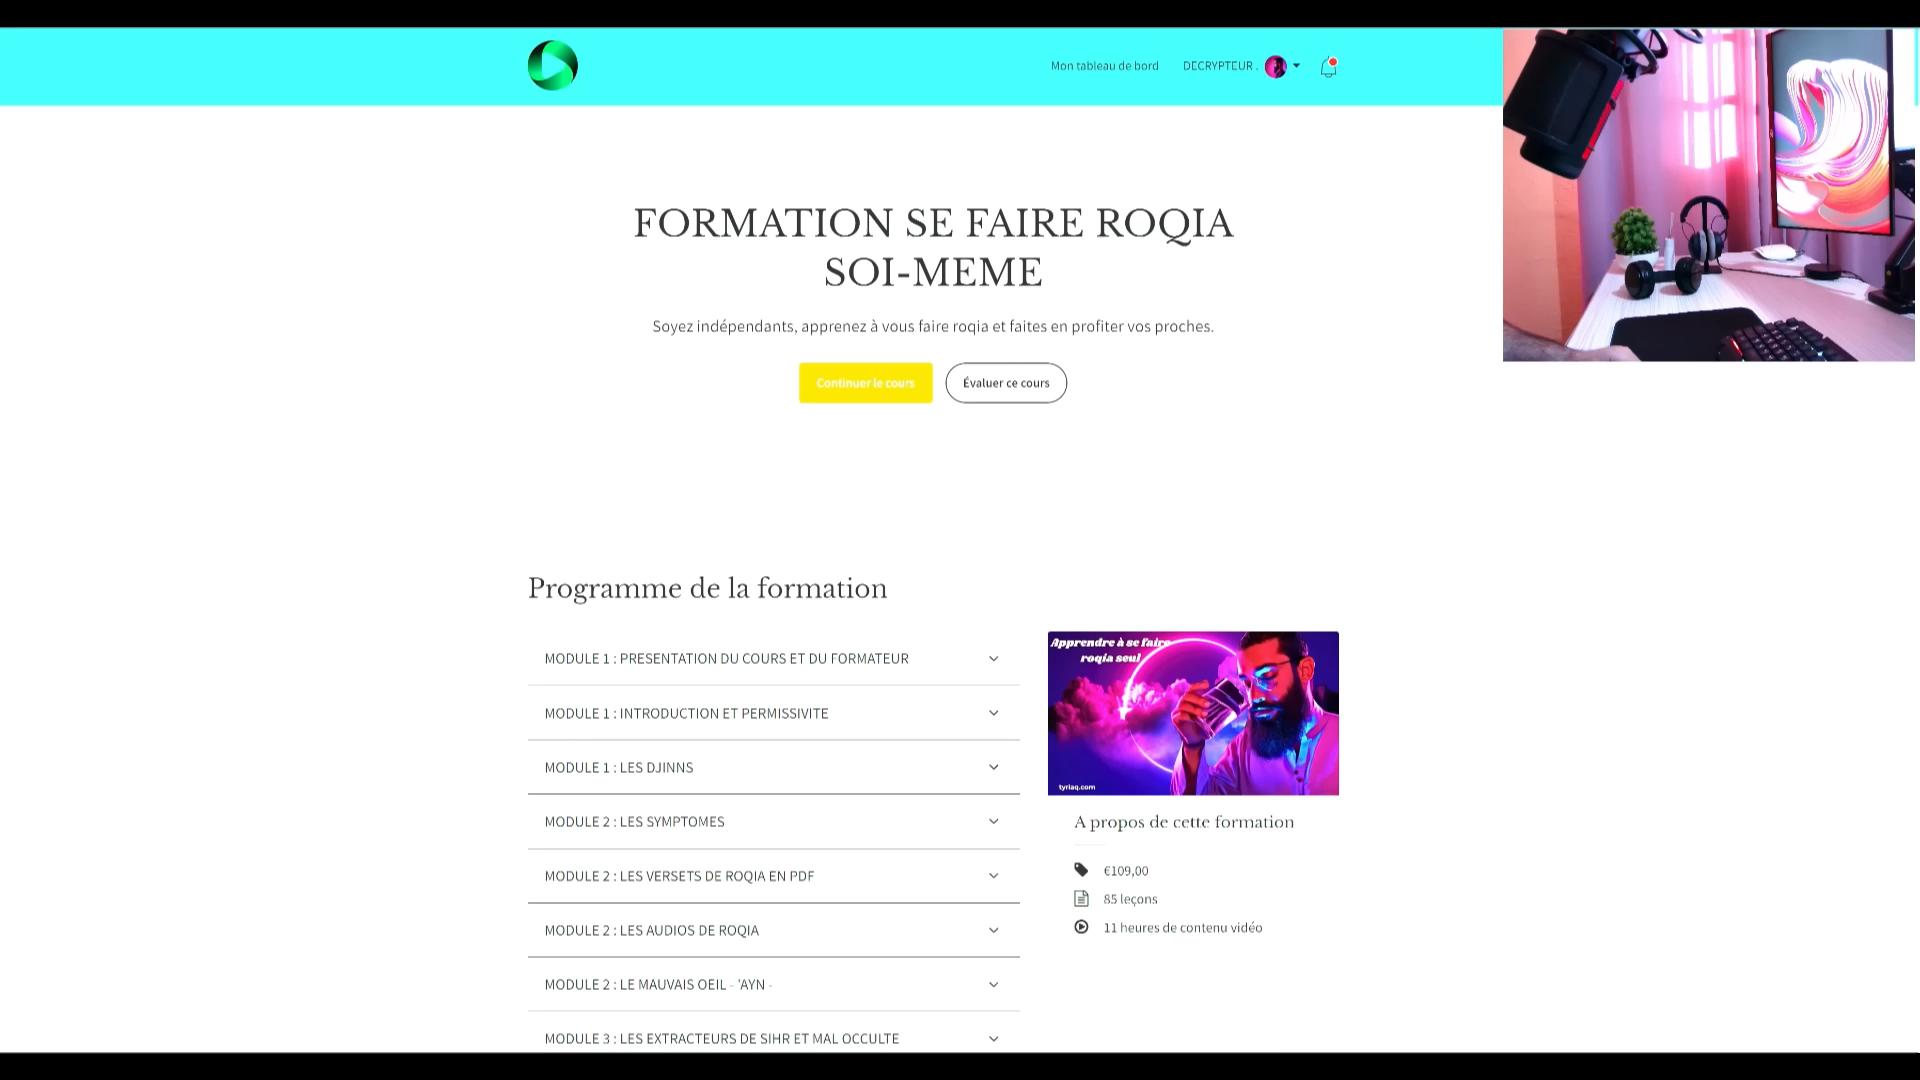 Mon tableau de bord
DECRYPTEUR .
FORMATION SE FAIRE ROQIA
SOI-MEME
Soyez indépendants, apprenez à vous faire roqia et faites en profiter vos proches.
Continuer le cours
Évaluer ce cours
Programme de la formation
MODULE 1 : PRESENTATION DU COURS ET DU FORMATEUR
MODULE 1 : INTRODUCTION ET PERMISSIVITE
MODULE 1 : LES DJINNS
MODULE 2 : LES SYMPTOMES
MODULE 2 : LES VERSETS DE ROQIA EN PDF
MODULE 2 : LES AUDIOS DE ROQIA
MODULE 2 : LE MAUVAIS OEIL - 'AYN -
MODULE 3 : LES EXTRACTEURS DE SIHR ET MAL OCCULTE
Apprendre à se faire
roqia seul
tyriaq.com
A propos de cette formation
€109,00
85 leçons
11 heures de contenu vidéo